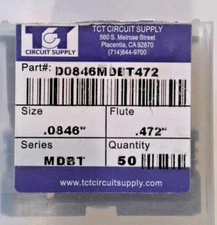 TCT
CIRCUIT SUPPLY
TCT CIRCUIT SUPPLY
560 S. Melrose Street
Placentia, CA 92870
(714)644-9700
Part#: D0846MDBT472
Size Flute
.0846" .472"
Series Quantity
MDBT 50
www.tctcircuitsupply.com